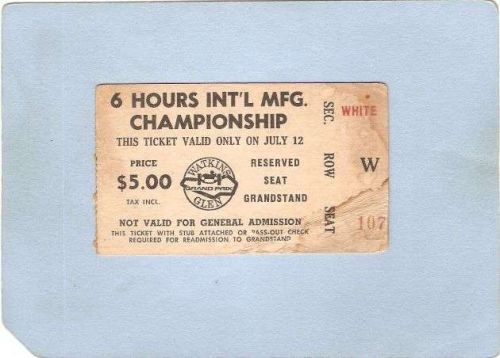 6 HOURS INT'L MFG.
CHAMPIONSHIP
THIS TICKET VALID ONLY ON JULY 12
PRICE
$5.00
TAX INCL.
WATKINS
GRAND PRIX
GLEN
RESERVED
SEAT
GRANDSTAND
NOT VALID FOR GENERAL ADMISSION
THIS TICKET WITH STUB ATTACHED OR PASS-OUT CHECK
REQUIRED FOR READMISSION TO GRANDSTAND
SEC. WHITE
ROW W
SEAT 107